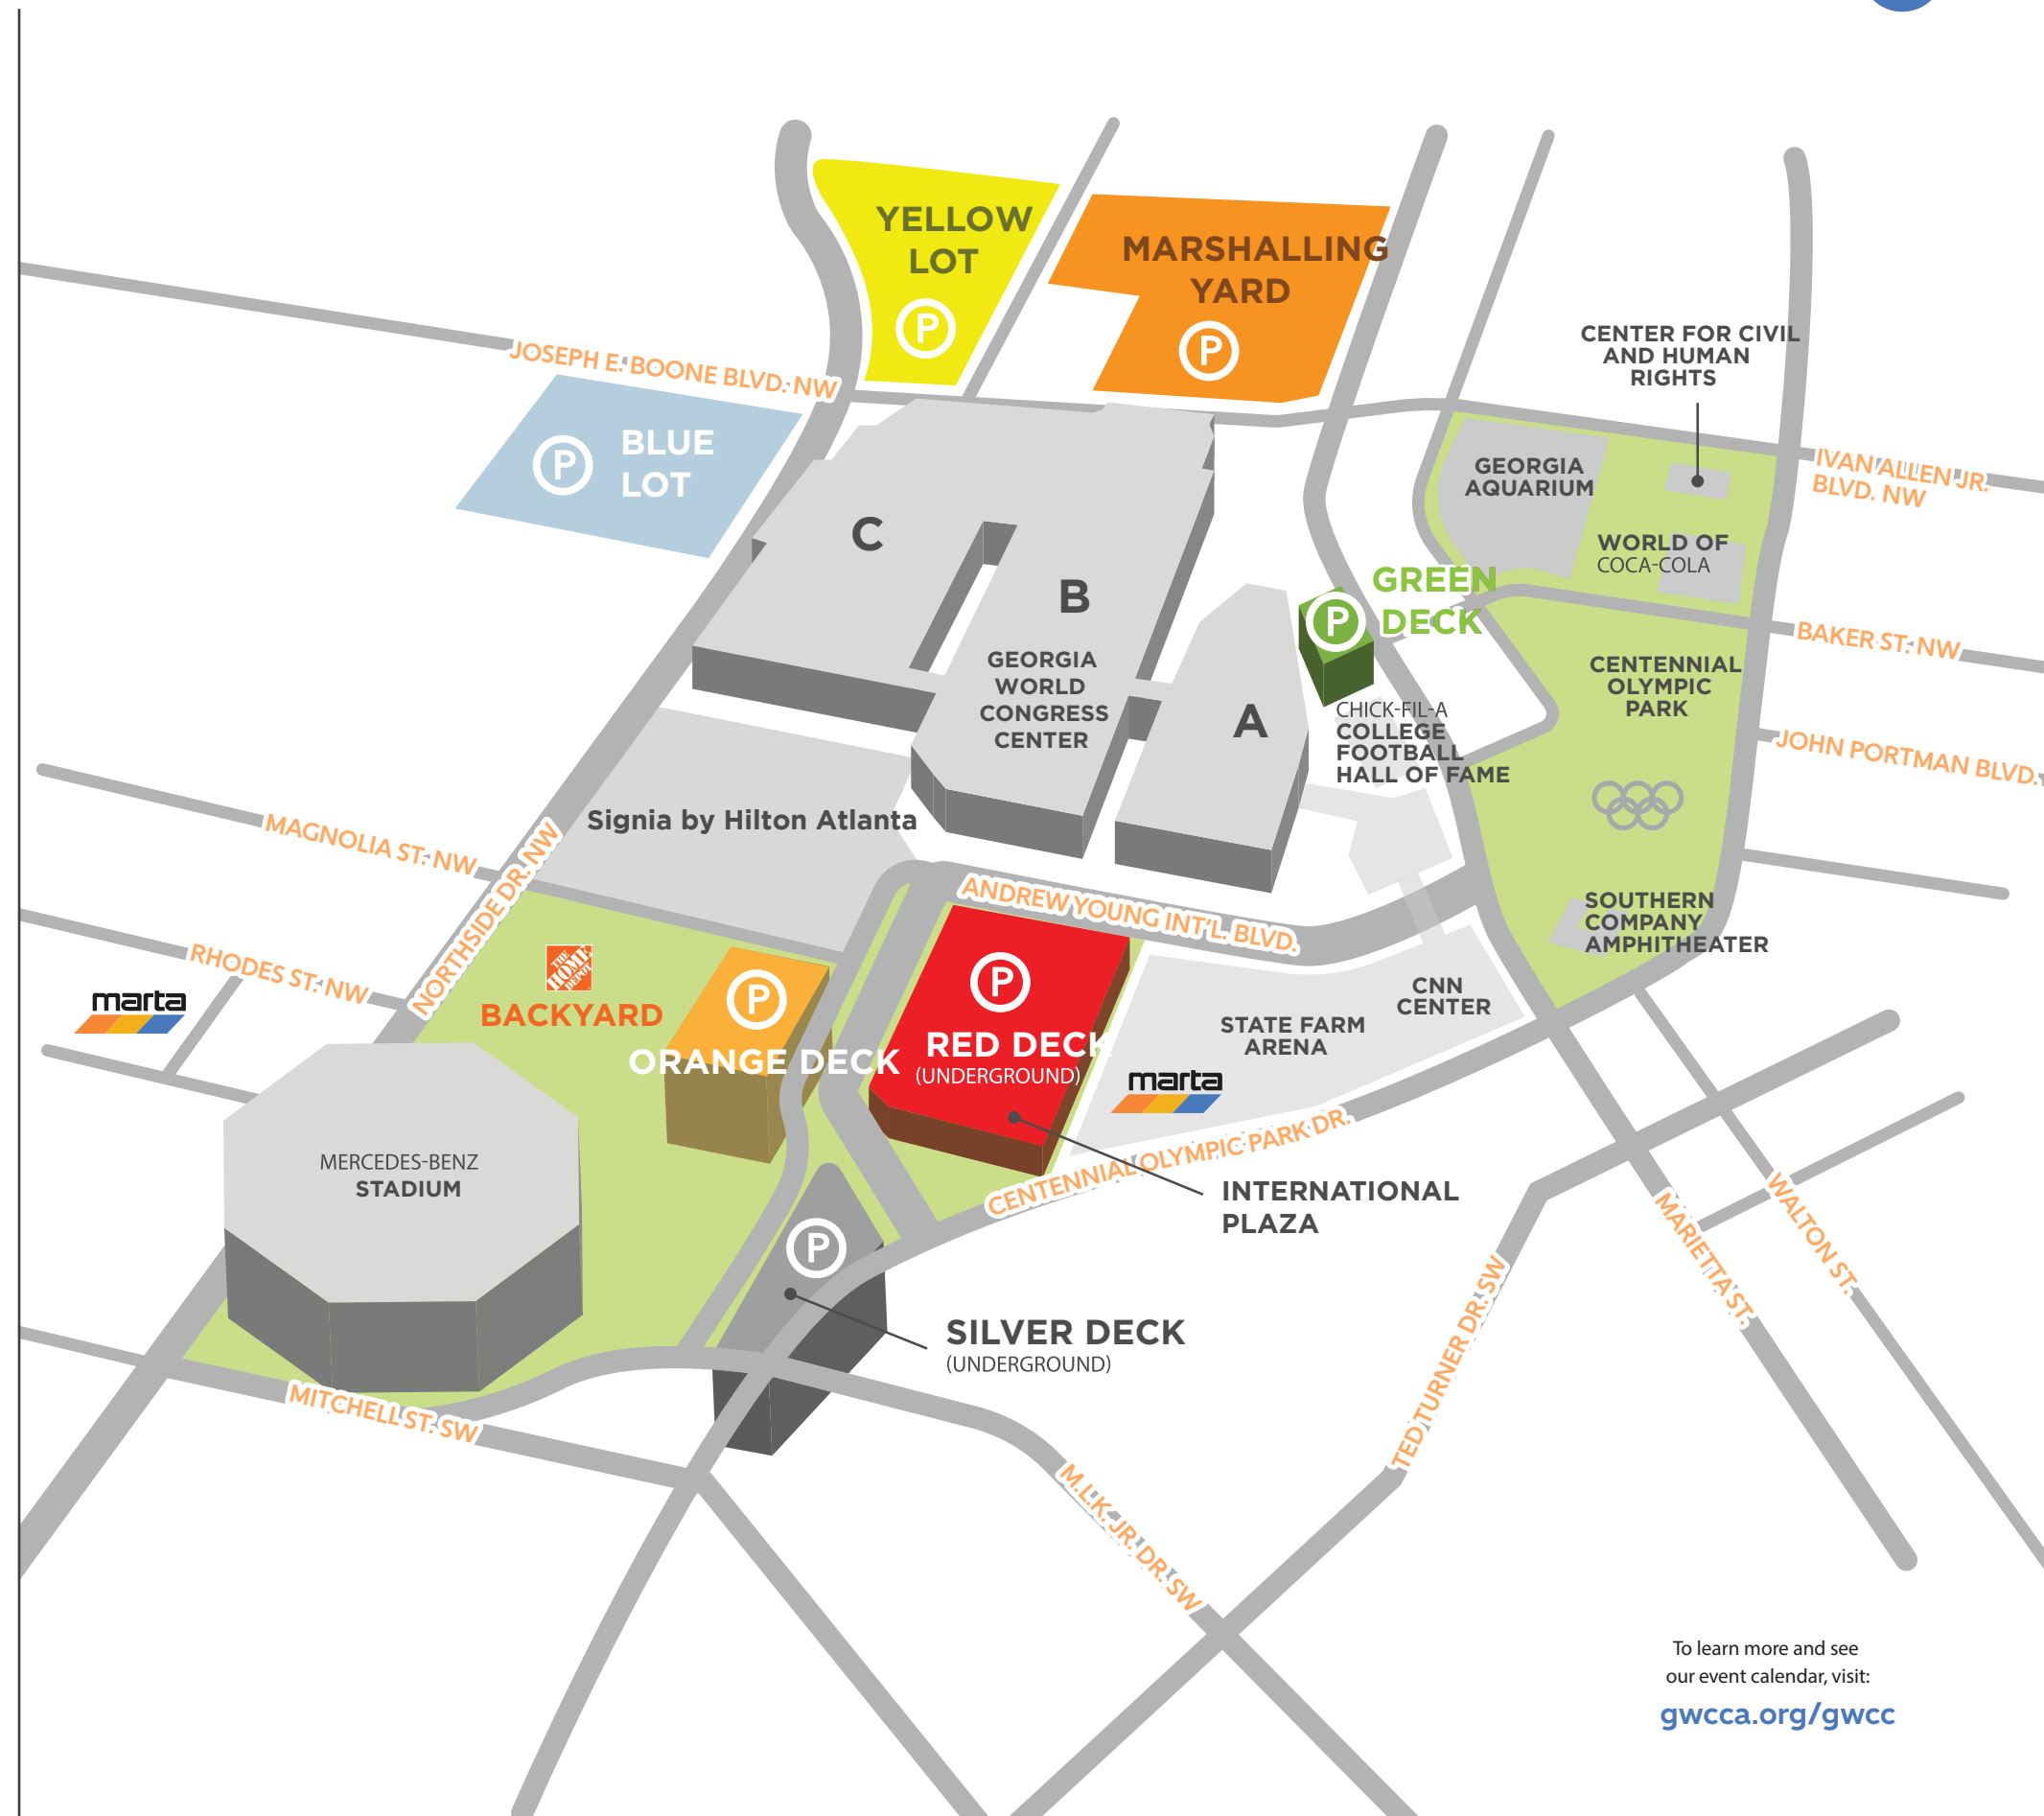 YELLOW
LOT
P
MARSHALLING
YARD
P
CENTER FOR CIVIL
AND HUMAN
RIGHTS
JOSEPH E. BOONE BLVD. NW
P
BLUE
LOT
GEORGIA
AQUARIUM
IVAN ALLEN JR.
BLVD. NW
C
WORLD OF
COCA-COLA
B
GREEN
DECK
P
BAKER ST. NW
GEORGIA
WORLD
CONGRESS
CENTER
CENTENNIAL
OLYMPIC
PARK
A
CHICK-FIL-A
COLLEGE
FOOTBALL
HALL OF FAME
JOHN PORTMAN BLVD.
Signia by Hilton Atlanta
MAGNOLIA ST. NW
NORTHSIDE DR. NW
ANDREW YOUNG INT'L. BLVD.
SOUTHERN
COMPANY
AMPHITHEATER
RHODES ST. NW
marta
THE
HOME
DEPOT
BACKYARD
P
ORANGE DECK
P
RED DECK
(UNDERGROUND)
CNN
CENTER
STATE FARM
ARENA
marta
CENTENNIAL OLYMPIC PARK DR.
MERCEDES-BENZ
STADIUM
INTERNATIONAL
PLAZA
P
SILVER DECK
(UNDERGROUND)
WALTON ST.
MARIETTA ST.
TED TURNER DR. SW
MITCHELL ST. SW
M.L.K. JR. DR. SW
To learn more and see
our event calendar, visit:
gwcca.org/gwcc